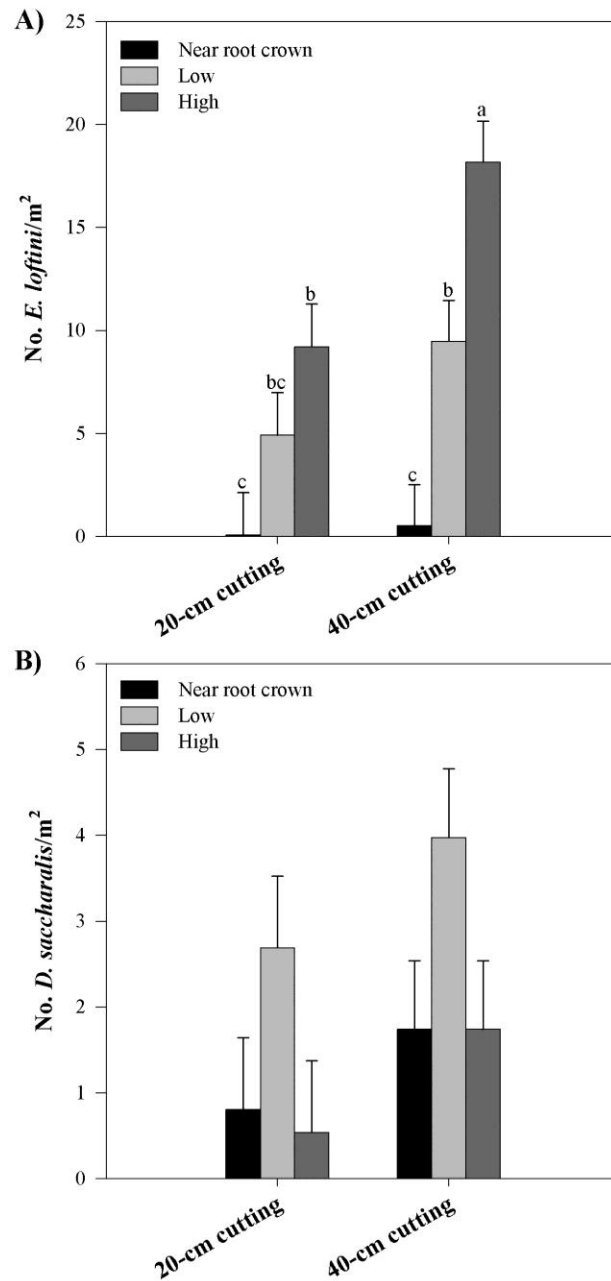 A)
25
20
15
10
5
0
No. E. loftini/m²
Near root crown
Low
High
c
bc
b
c
b
a
20-cm cutting
40-cm cutting
B)
6
5
4
3
2
1
0
No. D. saccharalis/m²
Near root crown
Low
High
20-cm cutting
40-cm cutting